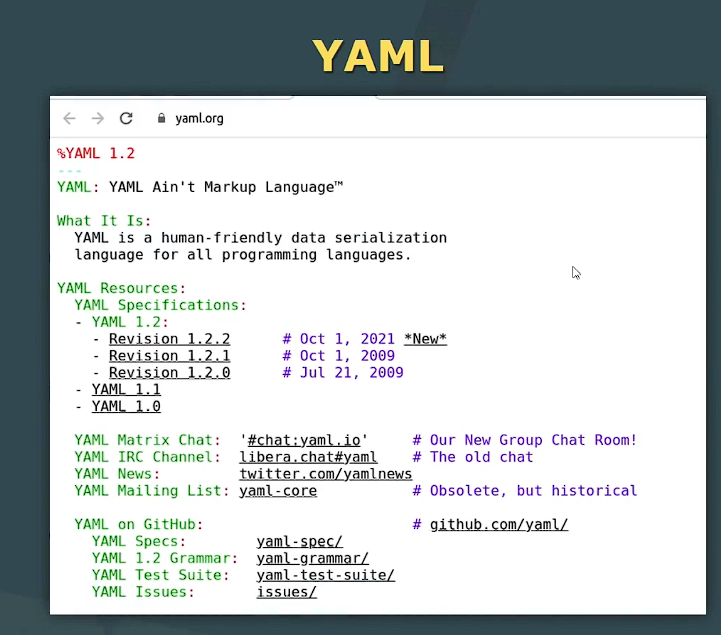 YAML
yaml.org
%YAML 1.2
---
YAML: YAML Ain't Markup Language™
What It Is:
YAML is a human-friendly data serialization
language for all programming languages.
YAML Resources:
YAML Specifications:
- YAML 1.2:
- Revision 1.2.2 # Oct 1, 2021 *New*
- Revision 1.2.1 # Oct 1, 2009
- Revision 1.2.0 # Jul 21, 2009
- YAML 1.1
- YAML 1.0
YAML Matrix Chat: '#chat:yaml.io' # Our New Group Chat Room!
YAML IRC Channel: libera.chat#yaml # The old chat
YAML News: twitter.com/yamlnews
YAML Mailing List: yaml-core # Obsolete, but historical
YAML on GitHub: # github.com/yaml/
YAML Specs: yaml-spec/
YAML 1.2 Grammar: yaml-grammar/
YAML Test Suite: yaml-test-suite/
YAML Issues: issues/